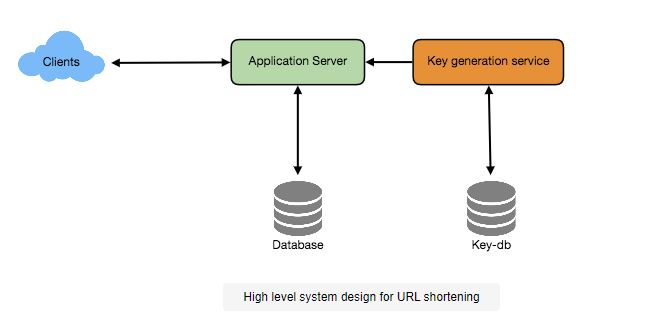 Clients
Application Server
Key generation service
Database
Key-db
High level system design for URL shortening